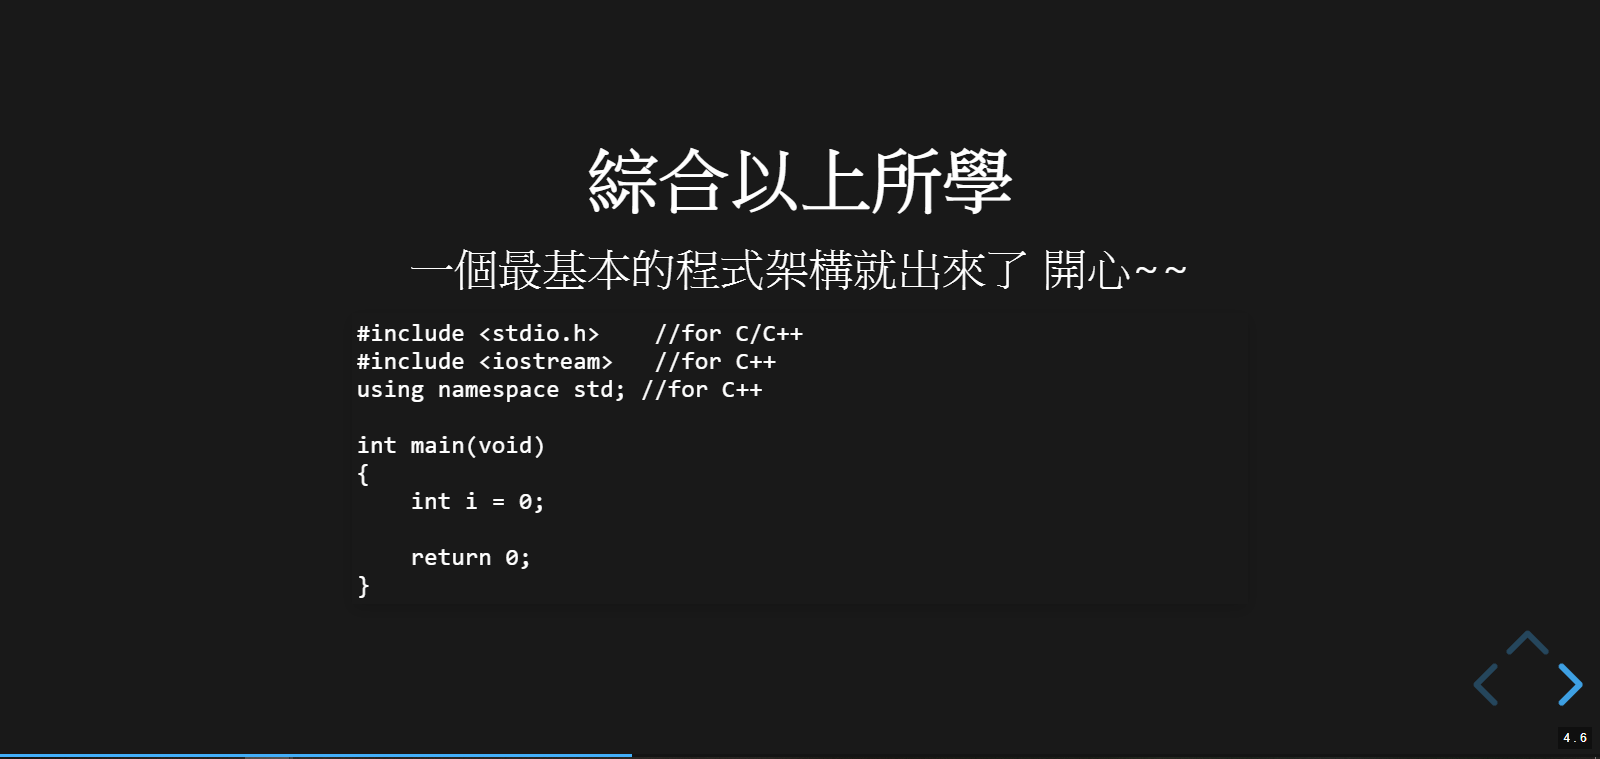 綜合以上所學
一個最基本的程式架構就出來了 開心~~
#include <stdio.h>    //for C/C++
#include <iostream>   //for C++
using namespace std; //for C++
int main(void)
{
    int i = 0;
    return 0;
}
4.6